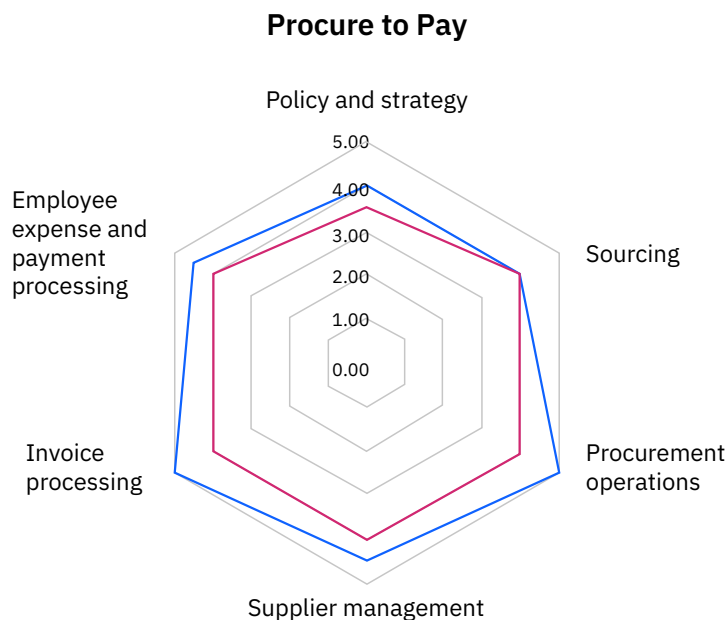 Procure to Pay
Policy and strategy
5.00
4.00
3.00
2.00
1.00
0.00
Employee
expense and
payment
processing
Sourcing
Invoice
processing
Procurement
operations
Supplier management